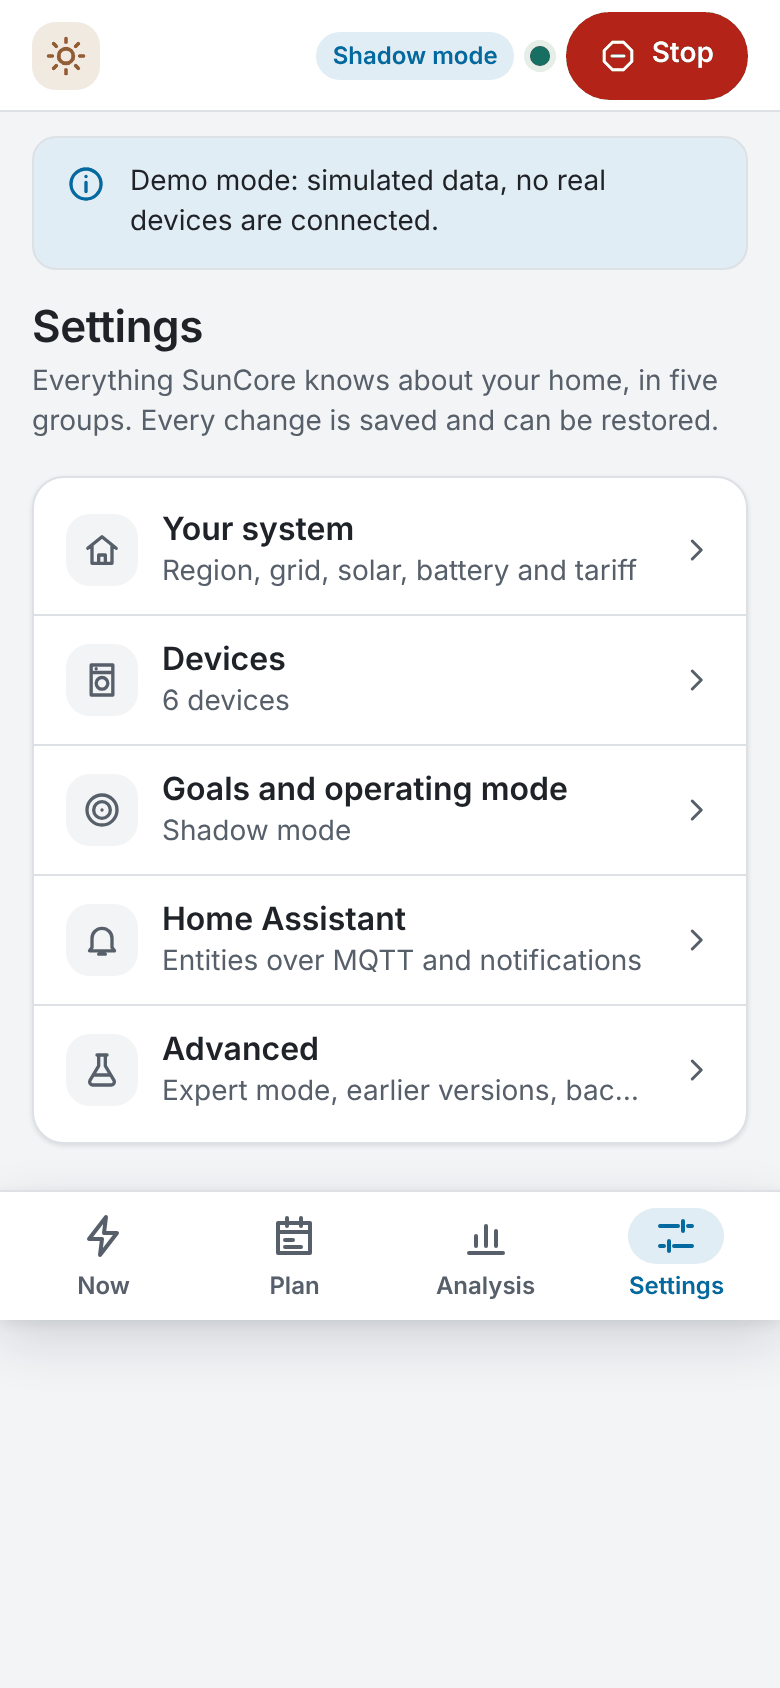 Shadow mode
Stop
Demo mode: simulated data, no real
devices are connected.
Settings
Everything SunCore knows about your home, in five
groups. Every change is saved and can be restored.
Your system
Region, grid, solar, battery and tariff
Devices
6 devices
Goals and operating mode
Shadow mode
Home Assistant
Entities over MQTT and notifications
Advanced
Expert mode, earlier versions, bac...
Now
Plan
Analysis
Settings